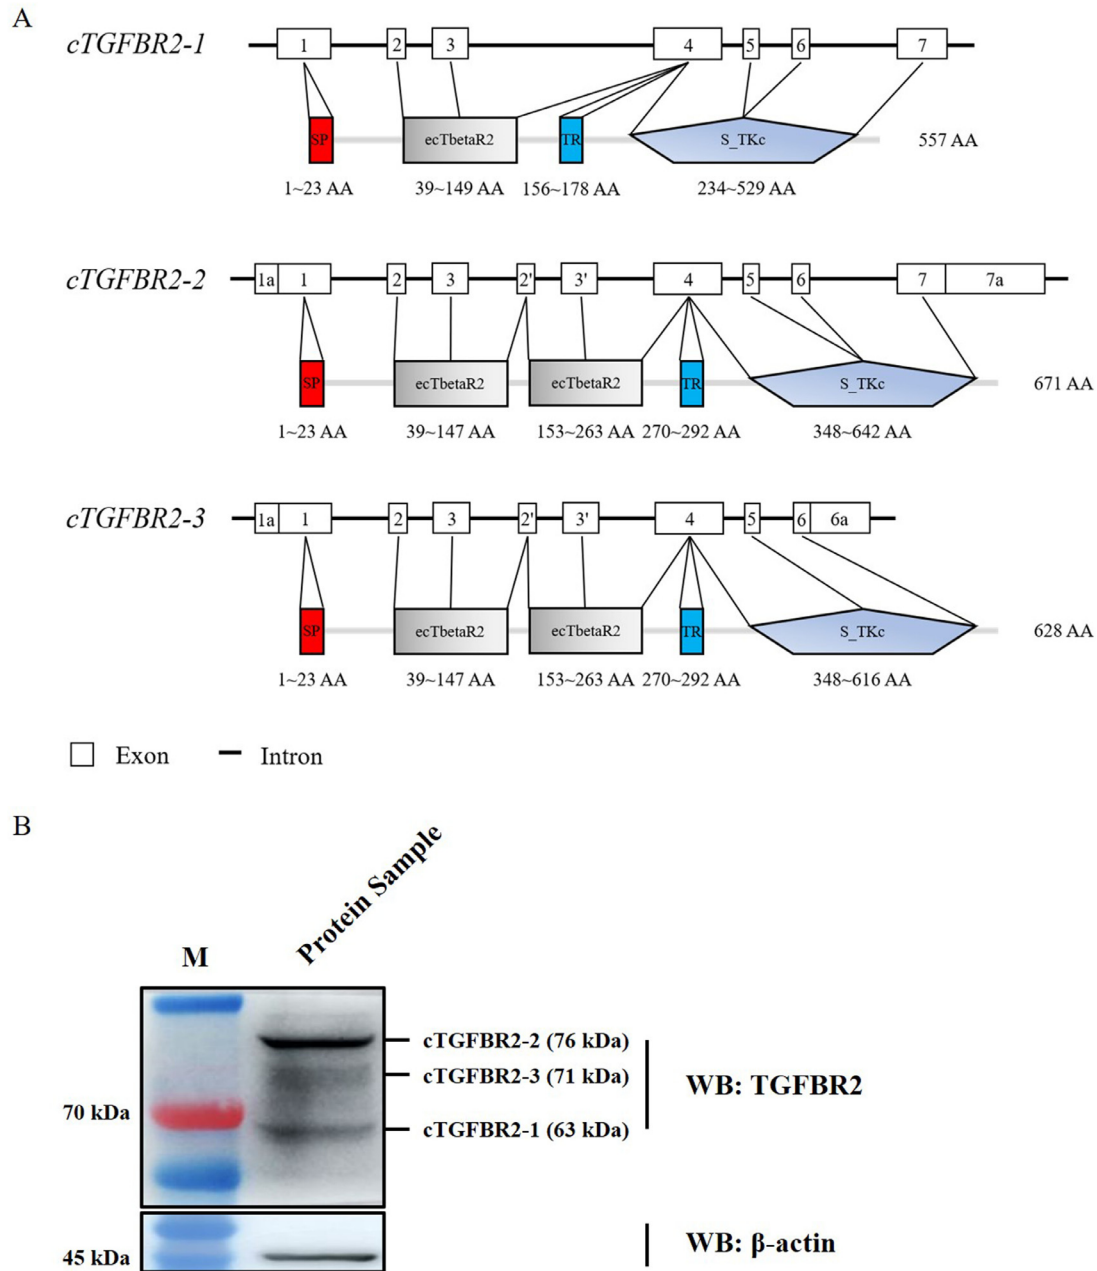 A
cTGFBR2-1
1 2 3 4 5 6 7
SP ecTbetaR2 TR S_TKc 557 AA
1~23 AA 39~149 AA 156~178 AA 234~529 AA
cTGFBR2-2
1a 1 2 3 2' 3' 4 5 6 7 7a
SP ecTbetaR2 ecTbetaR2 TR S_TKc 671 AA
1~23 AA 39~147 AA 153~263 AA 270~292 AA 348~642 AA
cTGFBR2-3
1a 1 2 3 2' 3' 4 5 6 6a
SP ecTbetaR2 ecTbetaR2 TR S_TKc 628 AA
1~23 AA 39~147 AA 153~263 AA 270~292 AA 348~616 AA
Exon Intron
B
M Protein Sample
cTGFBR2-2 (76 kDa)
cTGFBR2-3 (71 kDa)
WB: TGFBR2
70 kDa
cTGFBR2-1 (63 kDa)
45 kDa
WB: β-actin